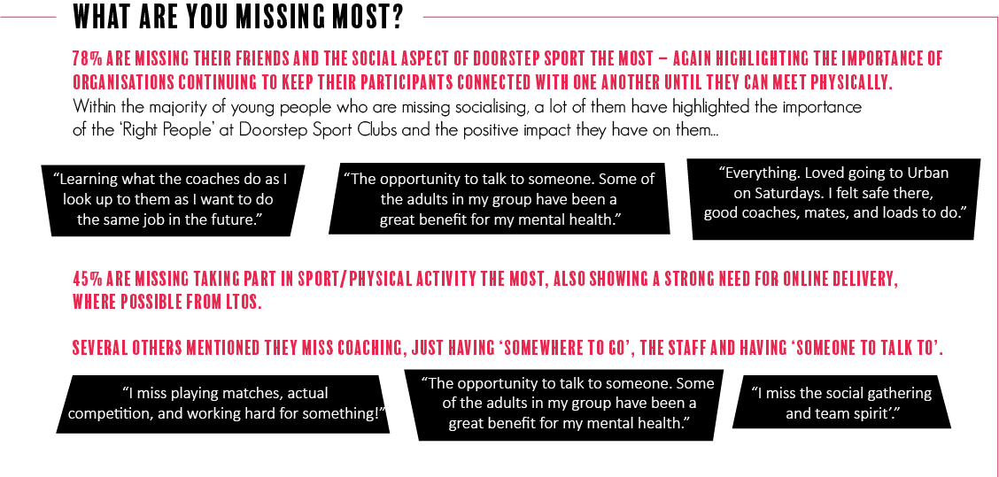 WHAT ARE YOU MISSING MOST?
78% ARE MISSING THEIR FRIENDS AND THE SOCIAL ASPECT OF DOORSTEP SPORT THE MOST – AGAIN HIGHLIGHTING THE IMPORTANCE OF
ORGANISATIONS CONTINUING TO KEEP THEIR PARTICIPANTS CONNECTED WITH ONE ANOTHER UNTIL THEY CAN MEET PHYSICALLY.
Within the majority of young people who are missing socialising, a lot of them have highlighted the importance
of the ‘Right People’ at Doorstep Sport Clubs and the positive impact they have on them...
“Learning what the coaches do as I
look up to them as I want to do
the same job in the future.”
“The opportunity to talk to someone. Some of
the adults in my group have been a
great benefit for my mental health.”
“Everything. Loved going to Urban
on Saturdays. I felt safe there,
good coaches, mates, and loads to do.”
45% ARE MISSING TAKING PART IN SPORT/PHYSICAL ACTIVITY THE MOST, ALSO SHOWING A STRONG NEED FOR ONLINE DELIVERY,
WHERE POSSIBLE FROM LTOS.
SEVERAL OTHERS MENTIONED THEY MISS COACHING, JUST HAVING ‘SOMEWHERE TO GO’, THE STAFF AND HAVING ‘SOMEONE TO TALK TO’.
“I miss playing matches, actual
competition, and working hard for something!”
“The opportunity to talk to someone. Some
of the adults in my group have been a
great benefit for my mental health.”
“I miss the social gathering
and team spirit’.”